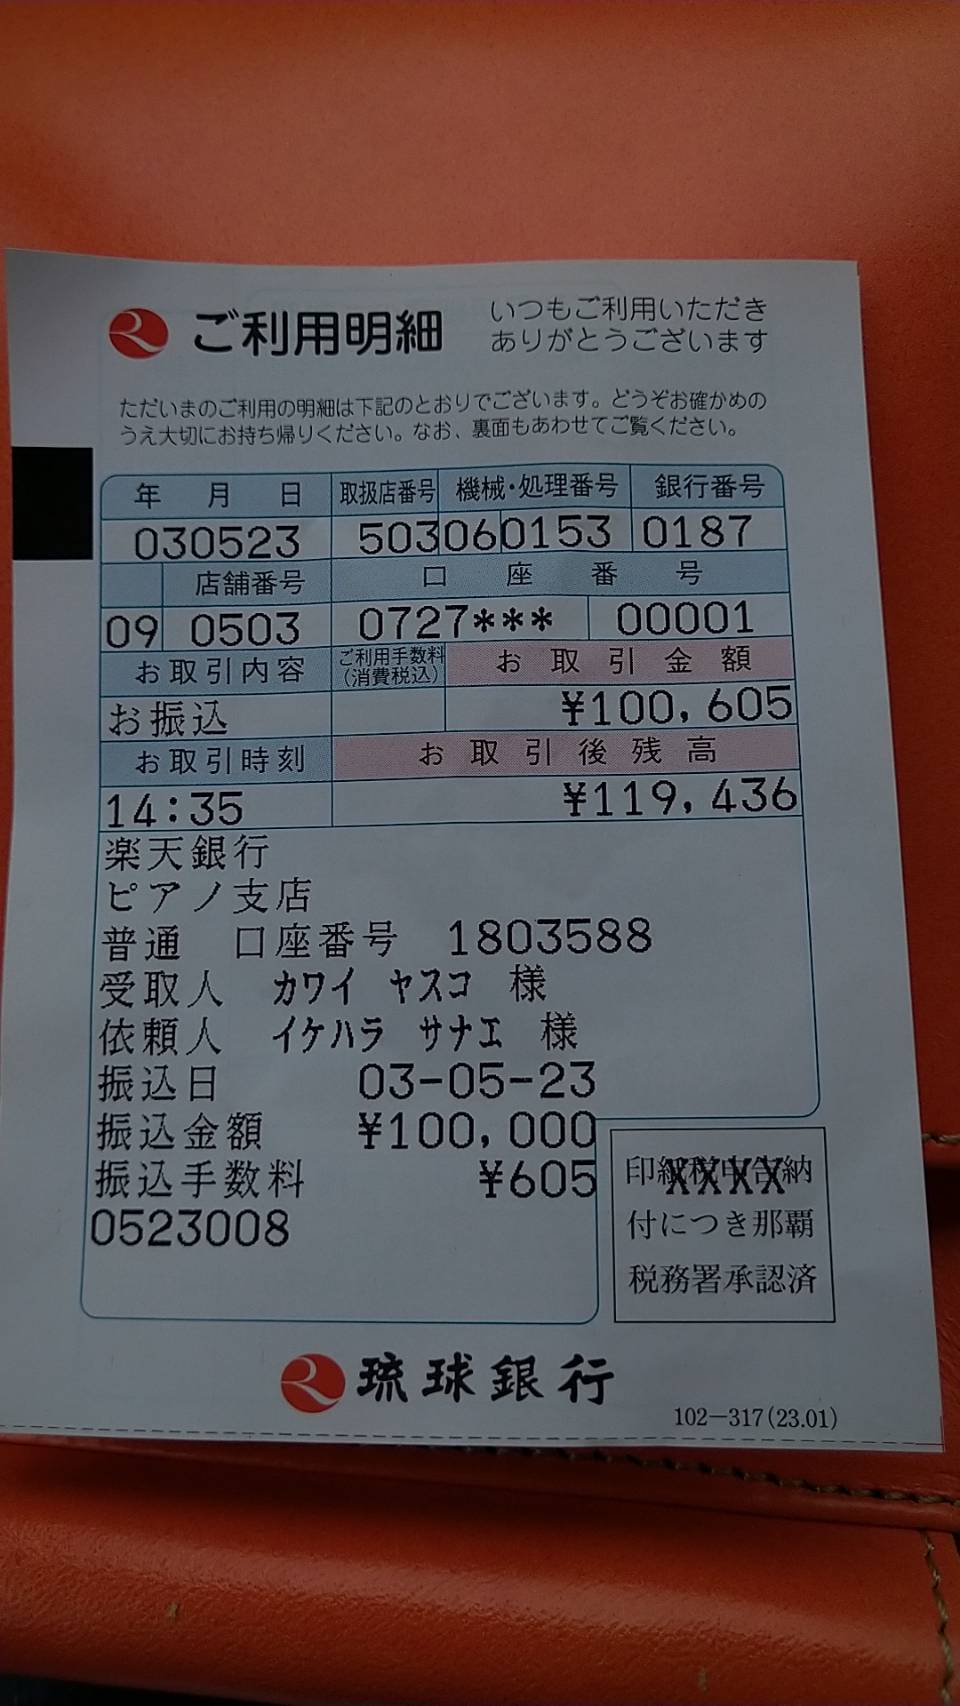 ご利用明細
いつもご利用いただき
ありがとうございます
ただいまのご利用の明細は下記のとおりでございます。どうぞお確かめの
うえ大切にお持ち帰りください。なお、裏面もあわせてご覧ください。
年 月 日 取扱店番号 機械・処理番号 銀行番号
030523 503 06 0153 0187
店舗番号 口座番号
09 0503 0727*** 00001
お取引内容 ご利用手数料(消費税込) お取引金額
お振込 ¥100,605
お取引時刻 お取引後残高
14:35 ¥119,436
楽天銀行
ピアノ支店
普通 口座番号 1803588
受取人 カワイ ヤスコ 様
依頼人 イケハラ サナエ 様
振込日 03-05-23
振込金額 ¥100,000
振込手数料 ¥605
0523008
印紙税申告納
XXXX
付につき那覇
税務署承認済
琉球銀行
102-317(23.01)